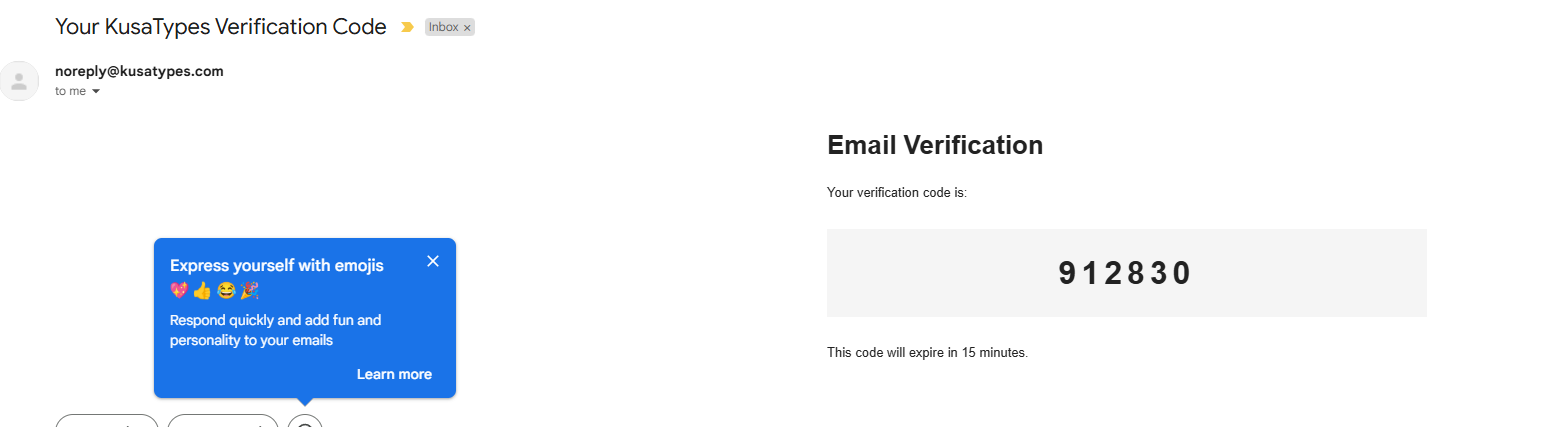 Your KusaTypes Verification Code
Inbox ×
noreply@kusatypes.com
to me
Email Verification
Your verification code is:
912830
This code will expire in 15 minutes.
Express yourself with emojis
💖👍😂🎉
Respond quickly and add fun and
personality to your emails
Learn more